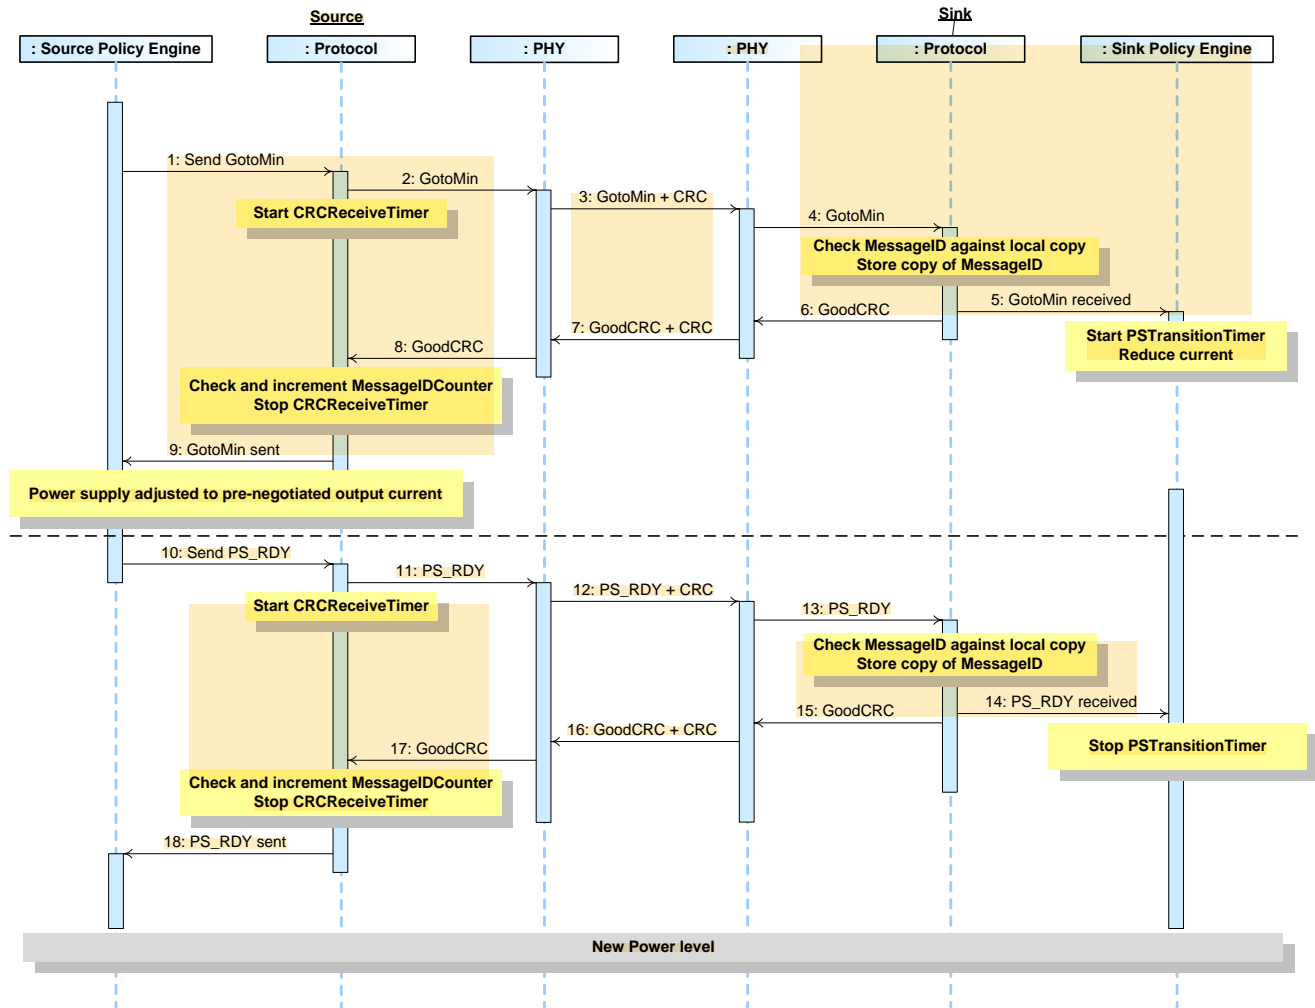 Source
Sink
: Source Policy Engine
: Protocol
: PHY
: PHY
: Protocol
: Sink Policy Engine
1: Send GotoMin
2: GotoMin
3: GotoMin + CRC
Start CRCReceiveTimer
4: GotoMin
Check MessageID against local copy
Store copy of MessageID
5: GotoMin received
6: GoodCRC
7: GoodCRC + CRC
Start PSTransitionTimer
Reduce current
8: GoodCRC
Check and increment MessageIDCounter
Stop CRCReceiveTimer
9: GotoMin sent
Power supply adjusted to pre-negotiated output current
10: Send PS_RDY
11: PS_RDY
12: PS_RDY + CRC
Start CRCReceiveTimer
13: PS_RDY
Check MessageID against local copy
Store copy of MessageID
14: PS_RDY received
15: GoodCRC
16: GoodCRC + CRC
Stop PSTransitionTimer
17: GoodCRC
Check and increment MessageIDCounter
Stop CRCReceiveTimer
18: PS_RDY sent
New Power level